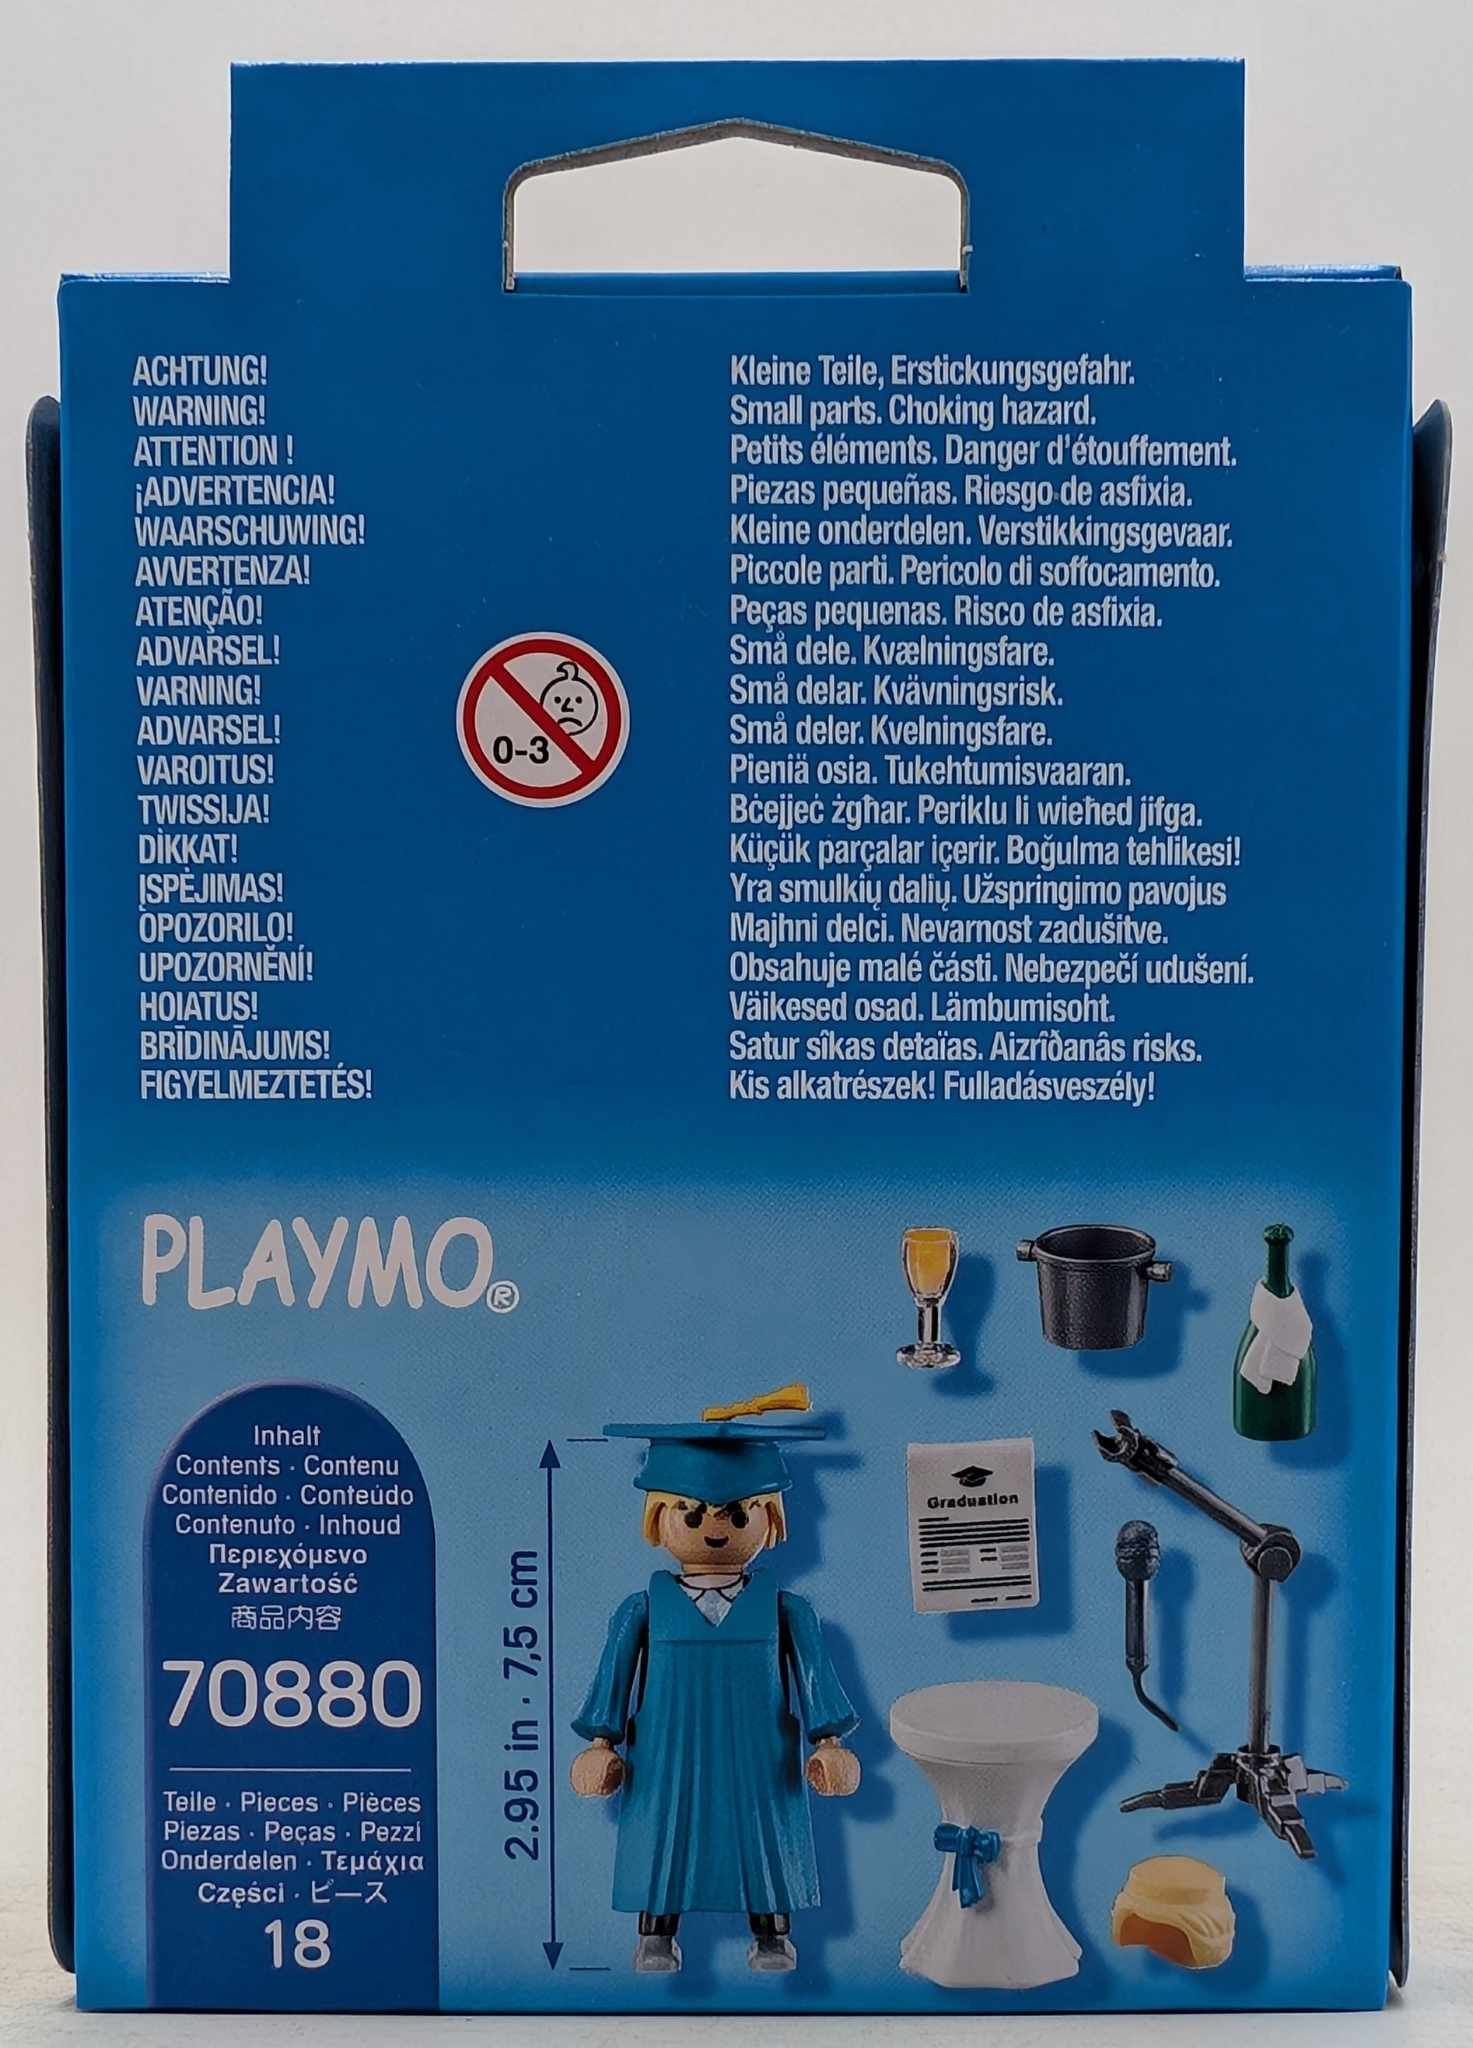 ACHTUNG! Kleine Teile, Erstickungsgefahr.
WARNING! Small parts. Choking hazard.
ATTENTION ! Petits éléments. Danger d'étouffement.
¡ADVERTENCIA! Piezas pequeñas. Riesgo de asfixia.
WAARSCHUWING! Kleine onderdelen. Verstikkingsgevaar.
AVVERTENZA! Piccole parti. Pericolo di soffocamento.
ATENÇÃO! Peças pequenas. Risco de asfixia.
ADVARSEL! Små dele. Kvælningsfare.
VARNING! Små delar. Kvävningsrisk.
ADVARSEL! Små deler. Kvelningsfare.
VAROITUS! Pieniä osia. Tukehtumisvaaran.
TWISSIJA! Bċejjeċ żgħar. Periklu li wieħed jifga.
DÌKKAT! Küçük parçalar içerir. Boğulma tehlikesi!
ĮSPĖJIMAS! Yra smulkių dalių. Užspringimo pavojus
OPOZORILO! Majhni delci. Nevarnost zadušitve.
UPOZORNĚNÍ! Obsahuje malé části. Nebezpečí udušení.
HOIATUS! Väikesed osad. Lämbumisoht.
BRĪDINĀJUMS! Satur sîkas detaïas. Aizrîðanâs risks.
FIGYELMEZTETÉS! Kis alkatrészek! Fulladásveszély!
0-3
PLAYMO®
Inhalt
Contents · Contenu
Contenido · Conteúdo
Contenuto · Inhoud
Περιεχόμενο
Zawartość
商品内容
70880
Teile · Pieces · Pièces
Piezas · Peças · Pezzi
Onderdelen · Τεμάχια
Części · ピース
18
2.95 in · 7,5 cm
Graduation